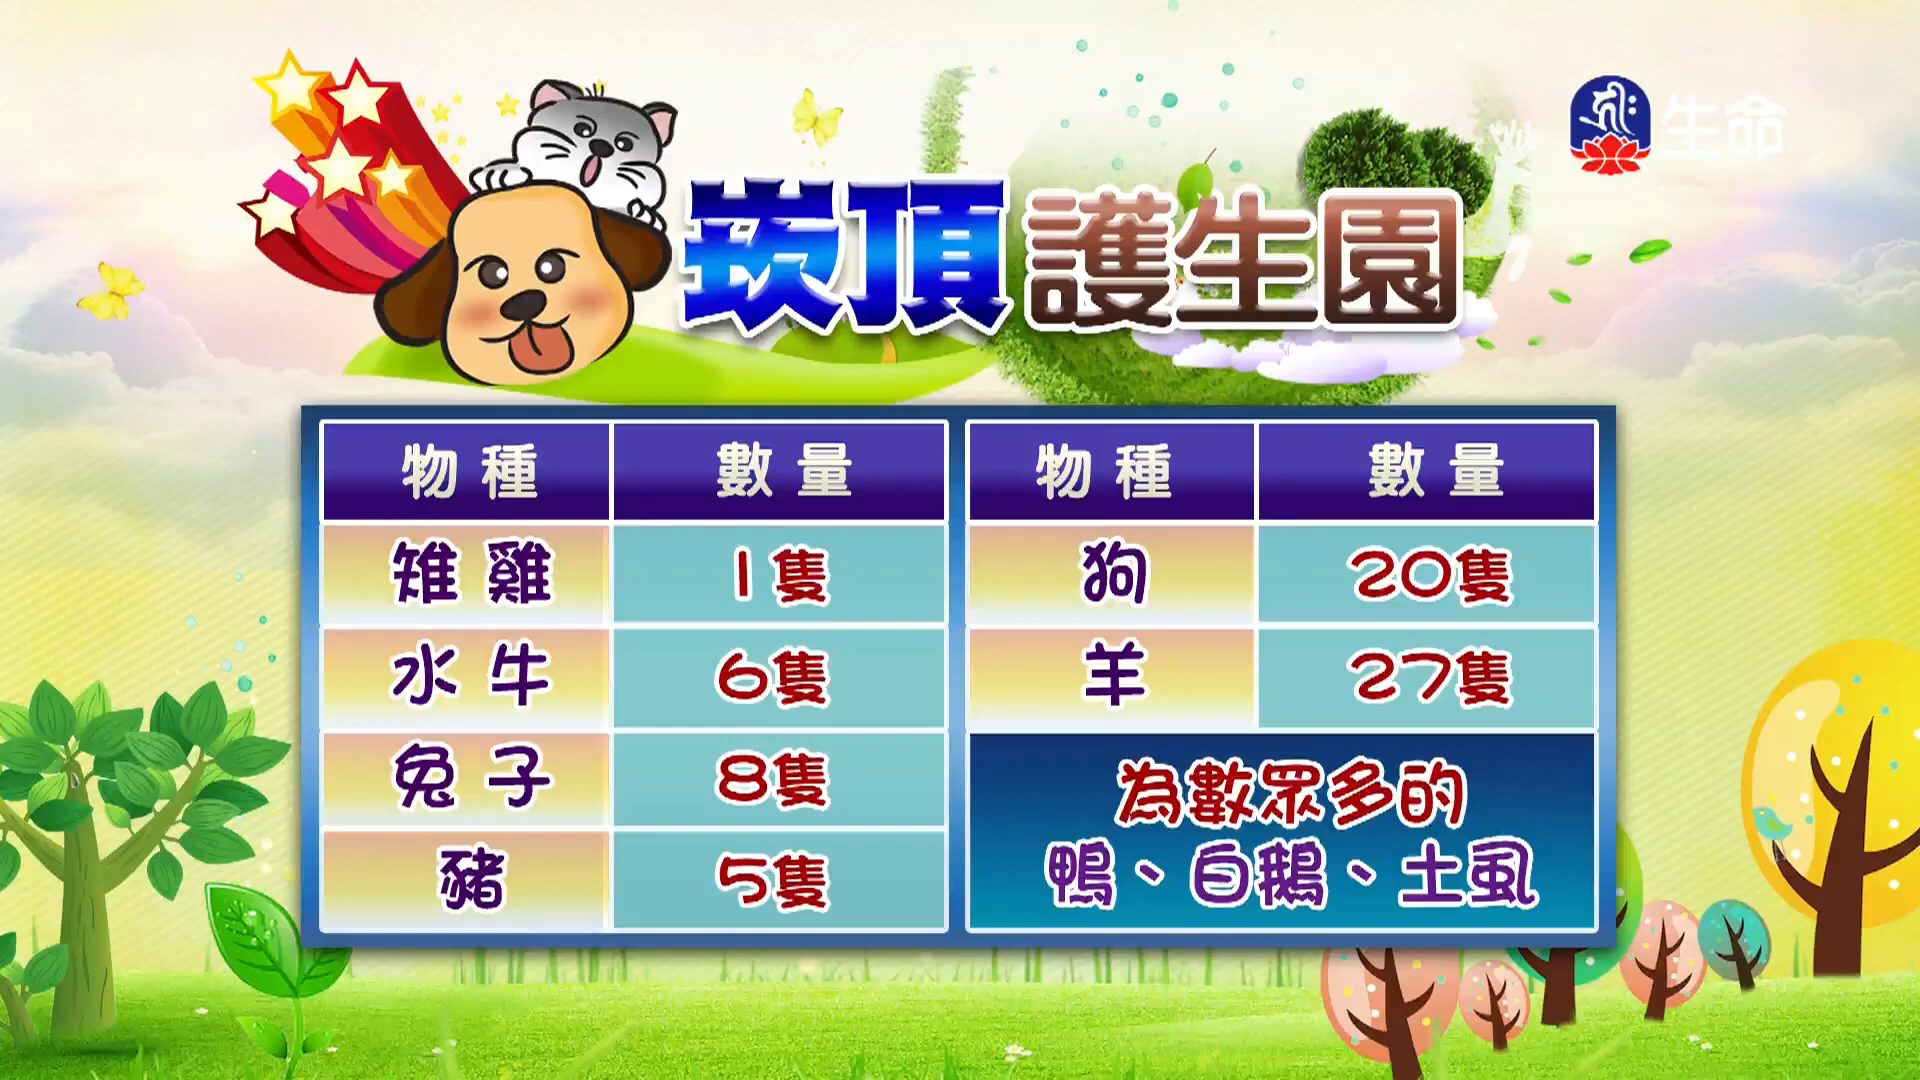 生命
崁頂護生園
物種 數量
雉雞 1隻
水牛 6隻
兔子 8隻
豬 5隻
物種 數量
狗 20隻
羊 27隻
為數眾多的
鴨、白鵝、土虱